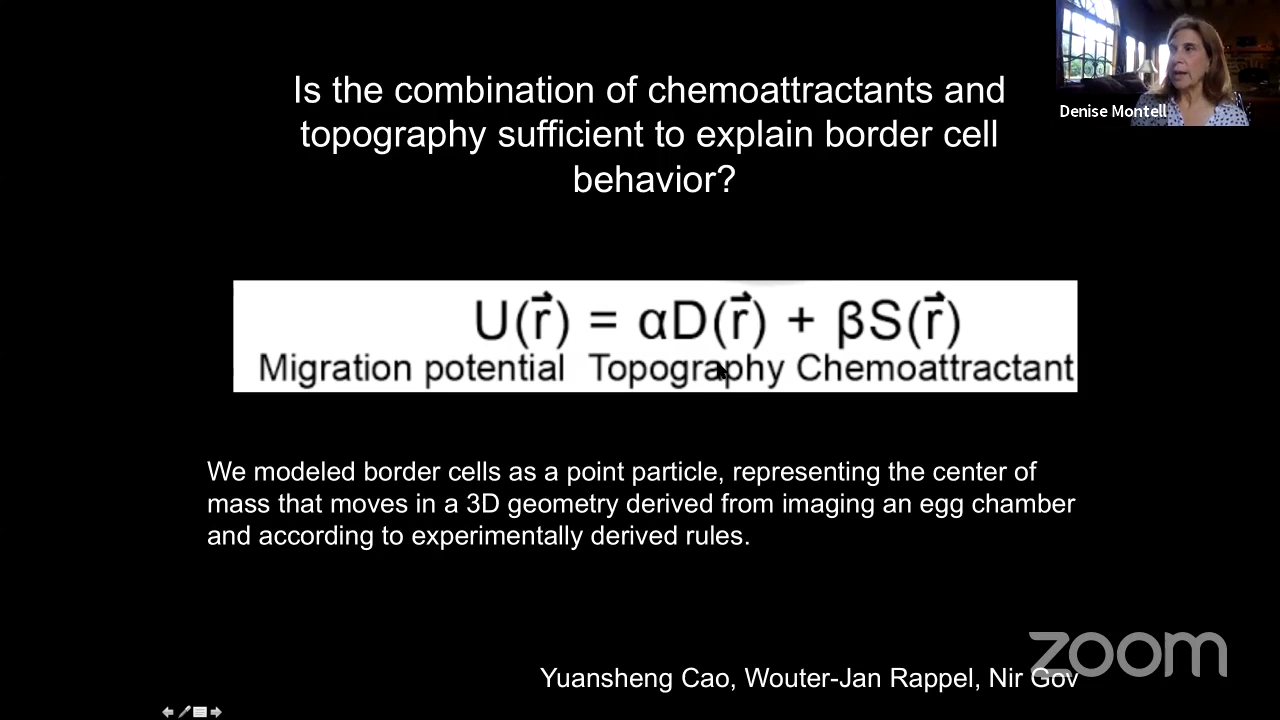 Is the combination of chemoattractants and
topography sufficient to explain border cell
behavior?
Denise Montell
U(r⃗) = αD(r⃗) + βS(r⃗)
Migration potential Topography Chemoattractant
We modeled border cells as a point particle, representing the center of
mass that moves in a 3D geometry derived from imaging an egg chamber
and according to experimentally derived rules.
zoom
Yuansheng Cao, Wouter-Jan Rappel, Nir Gov